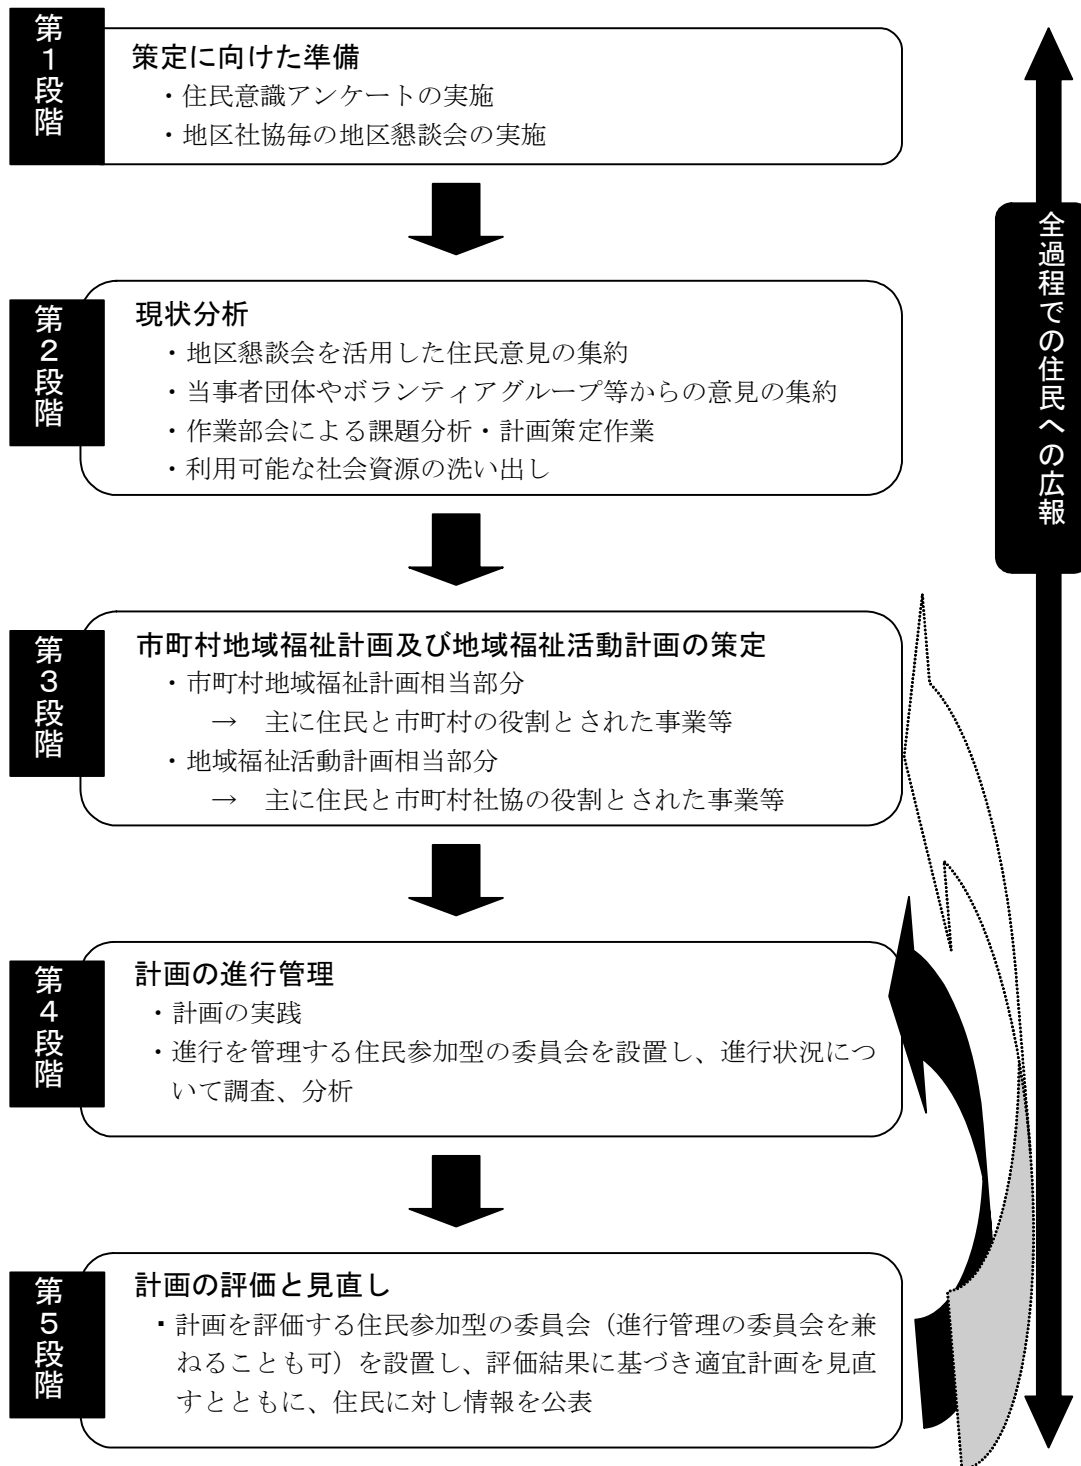 第1段階
策定に向けた準備
・住民意識アンケートの実施
・地区社協毎の地区懇談会の実施
第2段階
現状分析
・地区懇談会を活用した住民意見の集約
・当事者団体やボランティアグループ等からの意見の集約
・作業部会による課題分析・計画策定作業
・利用可能な社会資源の洗い出し
第3段階
市町村地域福祉計画及び地域福祉活動計画の策定
・市町村地域福祉計画相当部分
→ 主に住民と市町村の役割とされた事業等
・地域福祉活動計画相当部分
→ 主に住民と市町村社協の役割とされた事業等
第4段階
計画の進行管理
・計画の実践
・進行を管理する住民参加型の委員会を設置し、進行状況につ
いて調査、分析
第5段階
計画の評価と見直し
・計画を評価する住民参加型の委員会（進行管理の委員会を兼
ねることも可）を設置し、評価結果に基づき適宜計画を見直
すとともに、住民に対し情報を公表
全過程での住民への広報